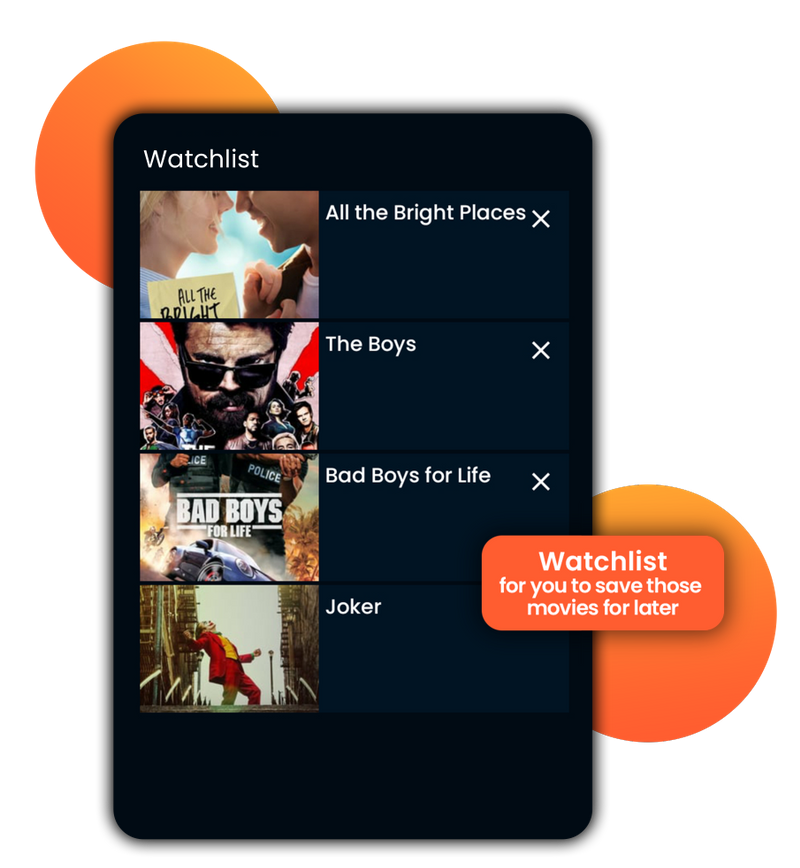 Watchlist
All the Bright Places
ALL THE
BRIGHT
The Boys
THE
Bad Boys for Life
POLICE
BAD BOYS
FOR LIFE
Joker
Watchlist
for you to save those
movies for later